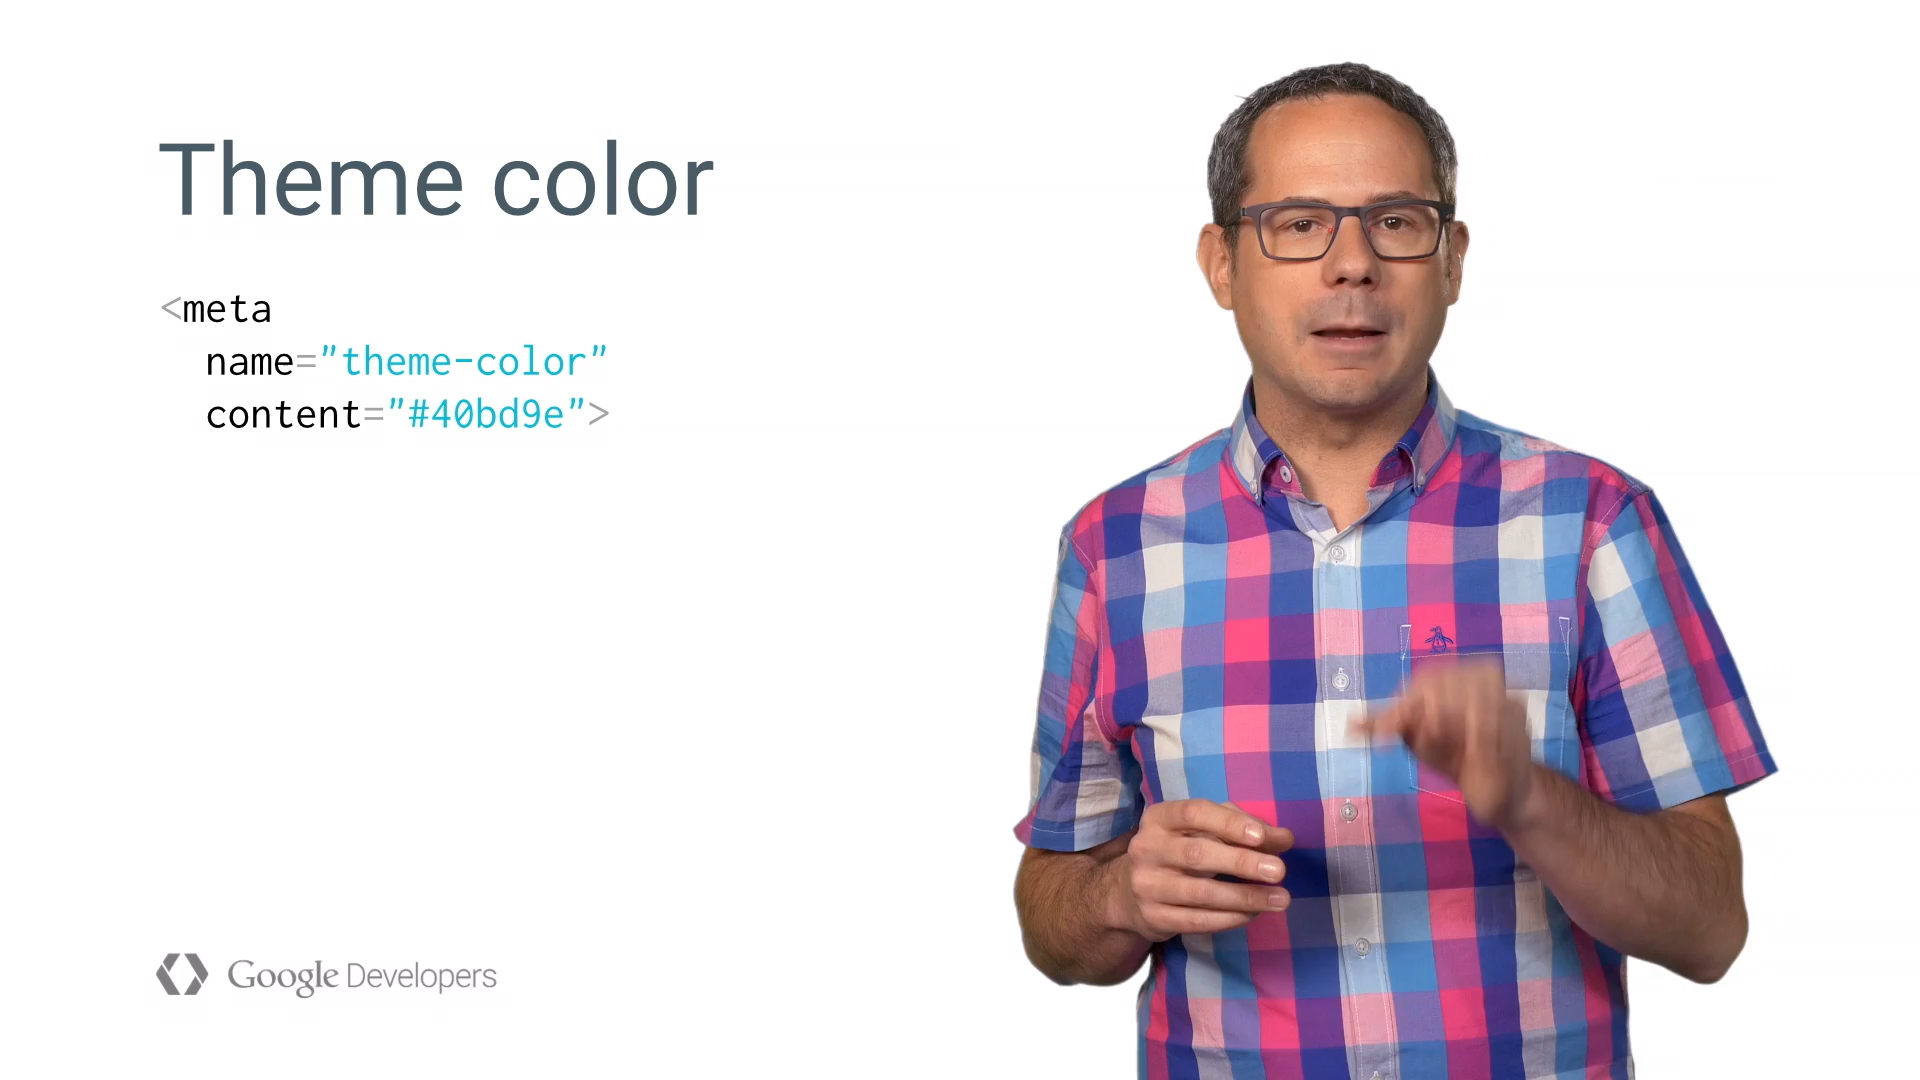 Theme color
<meta
name="theme-color"
content="#40bd9e">
Google Developers